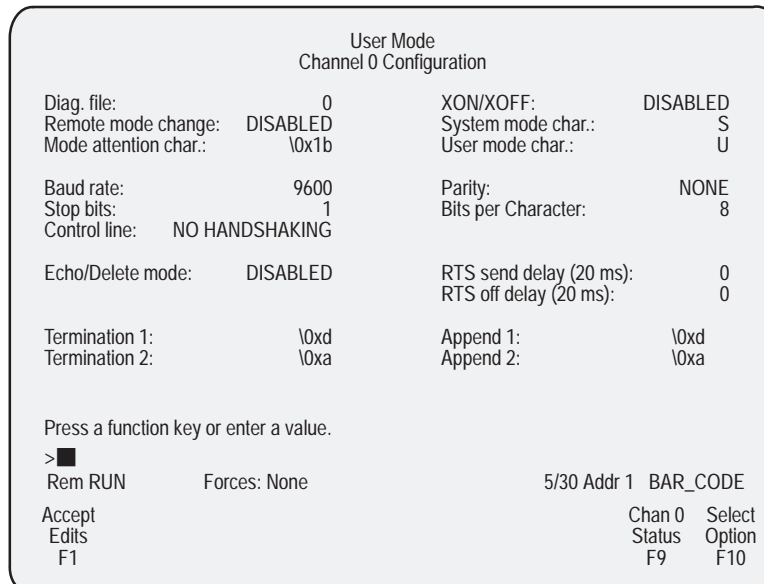 User Mode
Channel 0 Configuration
Diag. file: 0 XON/XOFF: DISABLED
Remote mode change: DISABLED System mode char.: S
Mode attention char.: \0x1b User mode char.: U
Baud rate: 9600 Parity: NONE
Stop bits: 1 Bits per Character: 8
Control line: NO HANDSHAKING
Echo/Delete mode: DISABLED RTS send delay (20 ms): 0
RTS off delay (20 ms): 0
Termination 1: \0xd Append 1: \0xd
Termination 2: \0xa Append 2: \0xa
Press a function key or enter a value.
>
Rem RUN Forces: None 5/30 Addr 1 BAR_CODE
Accept Chan 0 Select
Edits Status Option
F1 F9 F10